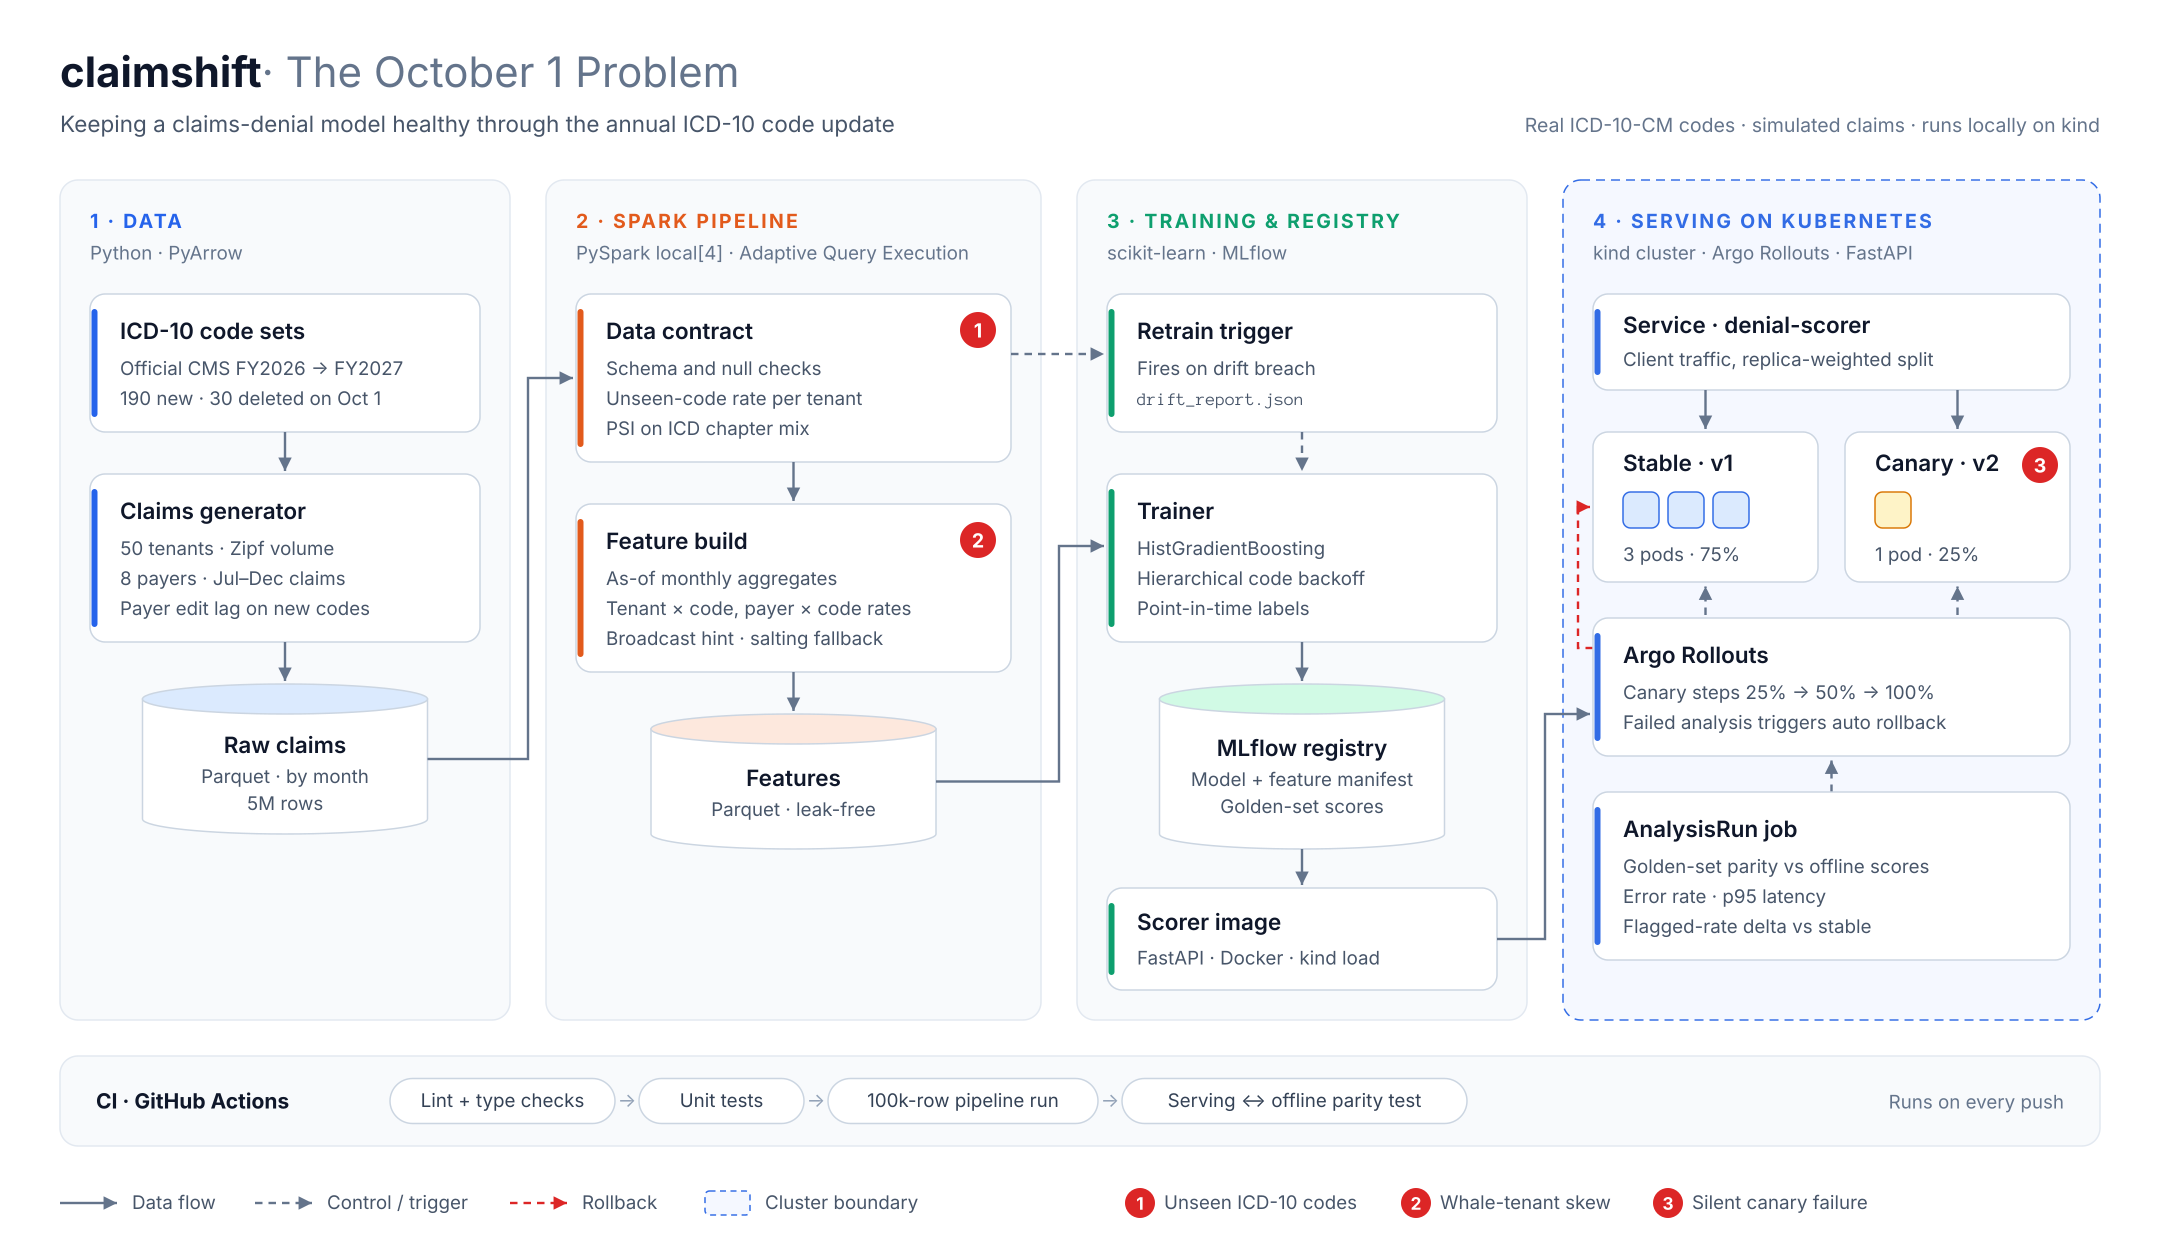 claimshift· The October 1 Problem
Keeping a claims-denial model healthy through the annual ICD-10 code update
Real ICD-10-CM codes · simulated claims · runs locally on kind
1 · DATA
Python · PyArrow
ICD-10 code sets
Official CMS FY2026 → FY2027
190 new · 30 deleted on Oct 1
Claims generator
50 tenants · Zipf volume
8 payers · Jul–Dec claims
Payer edit lag on new codes
Raw claims
Parquet · by month
5M rows
2 · SPARK PIPELINE
PySpark local[4] · Adaptive Query Execution
Data contract
1
Schema and null checks
Unseen-code rate per tenant
PSI on ICD chapter mix
Feature build
2
As-of monthly aggregates
Tenant × code, payer × code rates
Broadcast hint · salting fallback
Features
Parquet · leak-free
3 · TRAINING & REGISTRY
scikit-learn · MLflow
Retrain trigger
Fires on drift breach
drift_report.json
Trainer
HistGradientBoosting
Hierarchical code backoff
Point-in-time labels
MLflow registry
Model + feature manifest
Golden-set scores
Scorer image
FastAPI · Docker · kind load
4 · SERVING ON KUBERNETES
kind cluster · Argo Rollouts · FastAPI
Service · denial-scorer
Client traffic, replica-weighted split
Stable · v1
3 pods · 75%
Canary · v2
3
1 pod · 25%
Argo Rollouts
Canary steps 25% → 50% → 100%
Failed analysis triggers auto rollback
AnalysisRun job
Golden-set parity vs offline scores
Error rate · p95 latency
Flagged-rate delta vs stable
CI · GitHub Actions
Lint + type checks → Unit tests → 100k-row pipeline run → Serving ↔ offline parity test
Runs on every push
Data flow
Control / trigger
Rollback
Cluster boundary
1 Unseen ICD-10 codes
2 Whale-tenant skew
3 Silent canary failure